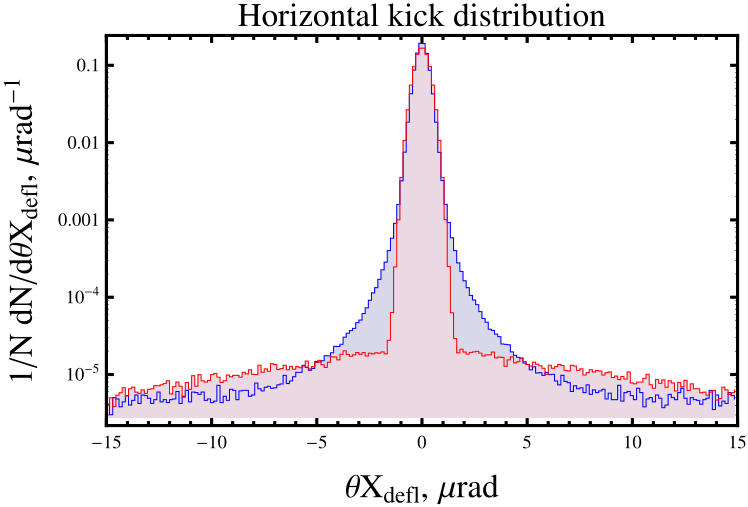 Horizontal kick distribution
1/N dN/dθX_defl, μrad⁻¹
0.1
0.01
0.001
10⁻⁴
10⁻⁵
−15 −10 −5 0 5 10 15
θX_defl, μrad